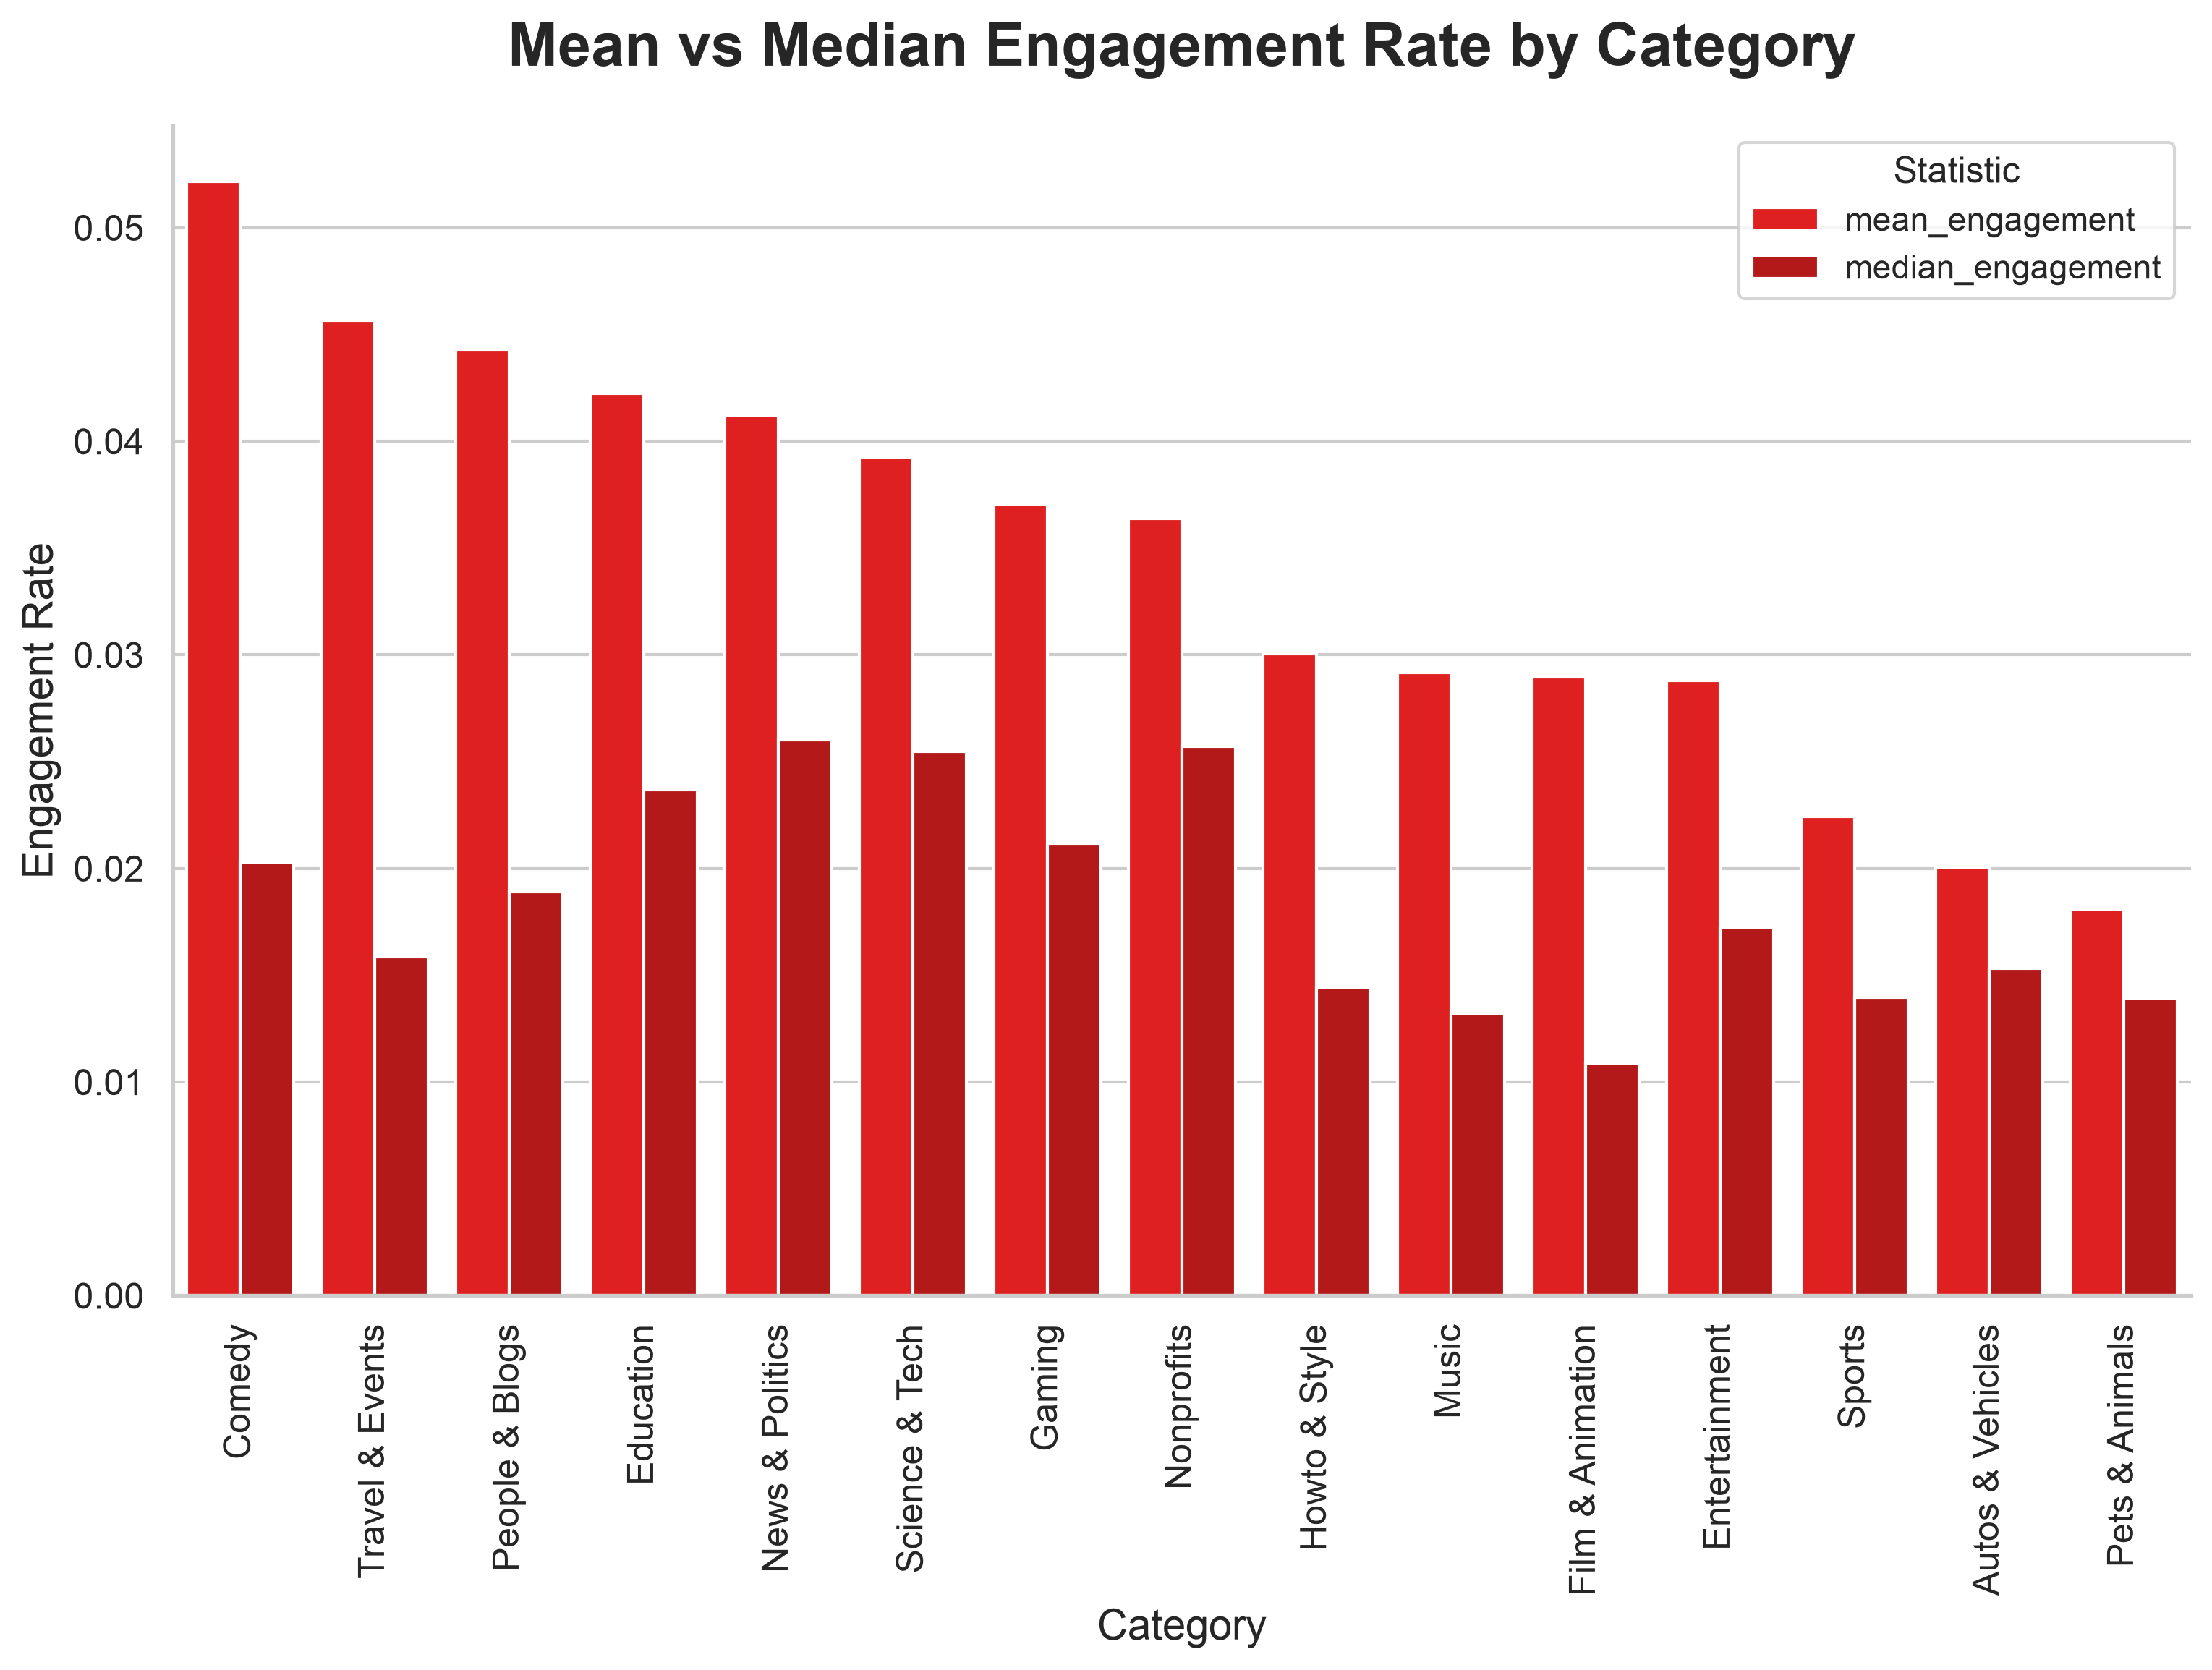 Mean vs Median Engagement Rate by Category
Statistic
mean_engagement
median_engagement
Engagement Rate
0.05
0.04
0.03
0.02
0.01
0.00
Comedy
Travel & Events
People & Blogs
Education
News & Politics
Science & Tech
Gaming
Nonprofits
Howto & Style
Music
Film & Animation
Entertainment
Sports
Autos & Vehicles
Pets & Animals
Category